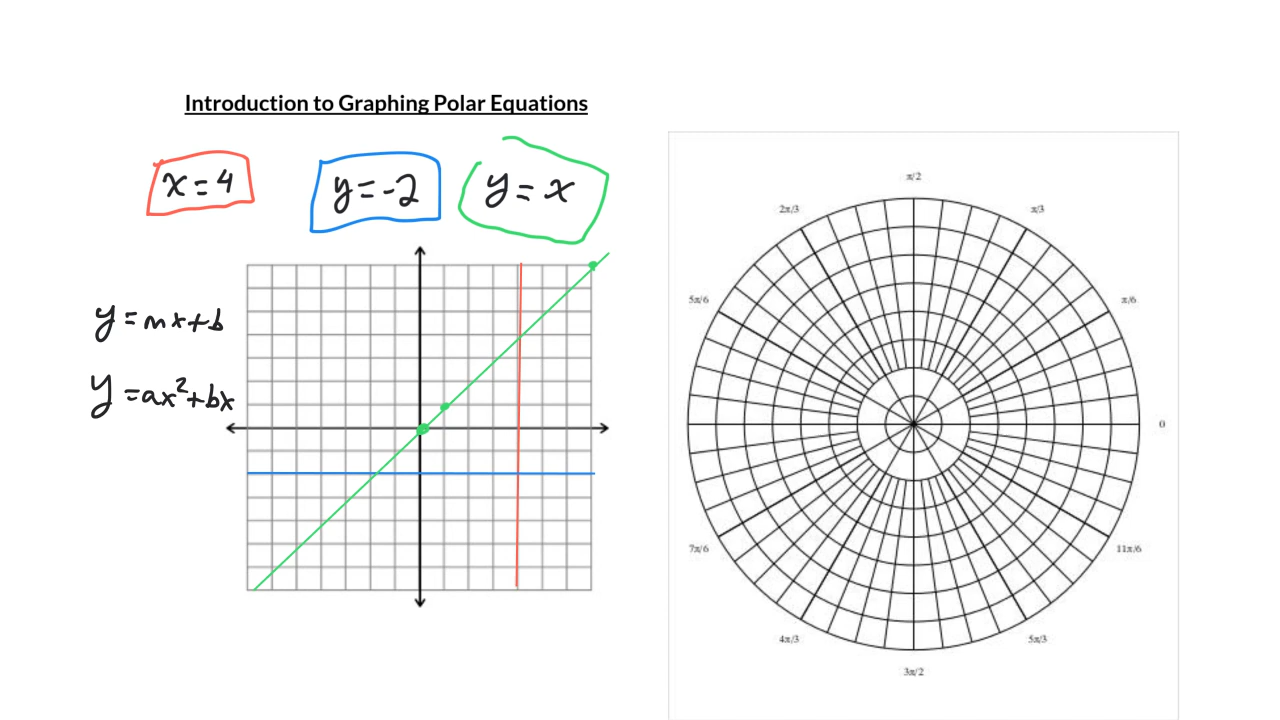 Introduction to Graphing Polar Equations
x = 4
y = -2
y = x
y = mx + b
y = ax² + bx
π/2
2π/3
π/3
5π/6
π/6
0
7π/6
11π/6
4π/3
5π/3
3π/2